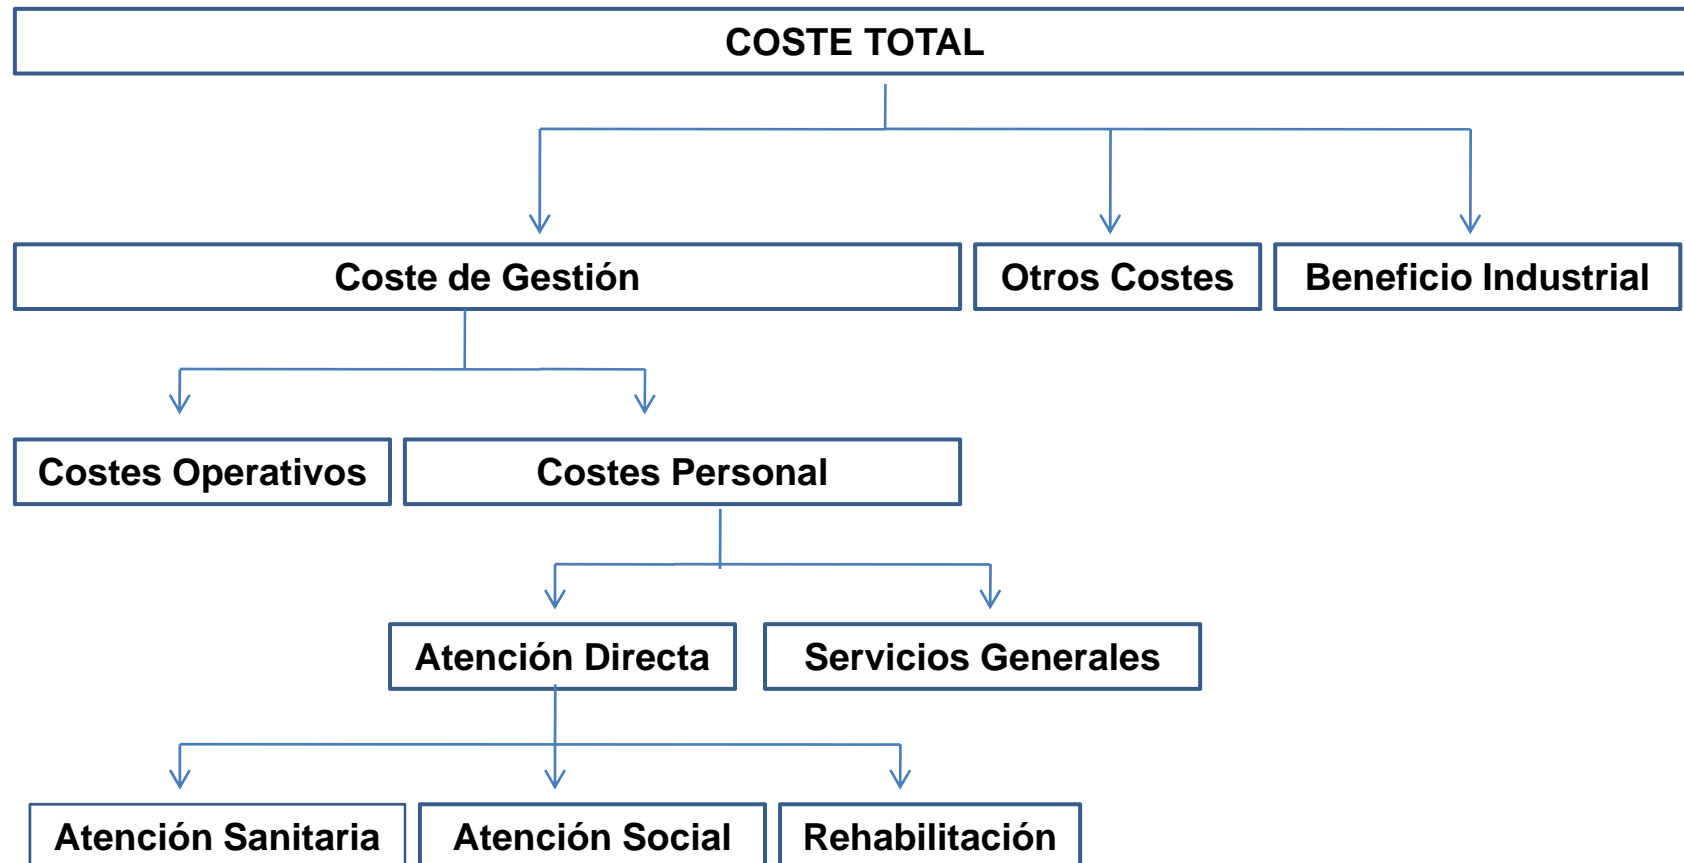 COSTE TOTAL
Coste de Gestión
Otros Costes
Beneficio Industrial
Costes Operativos
Costes Personal
Atención Directa
Servicios Generales
Atención Sanitaria
Atención Social
Rehabilitación